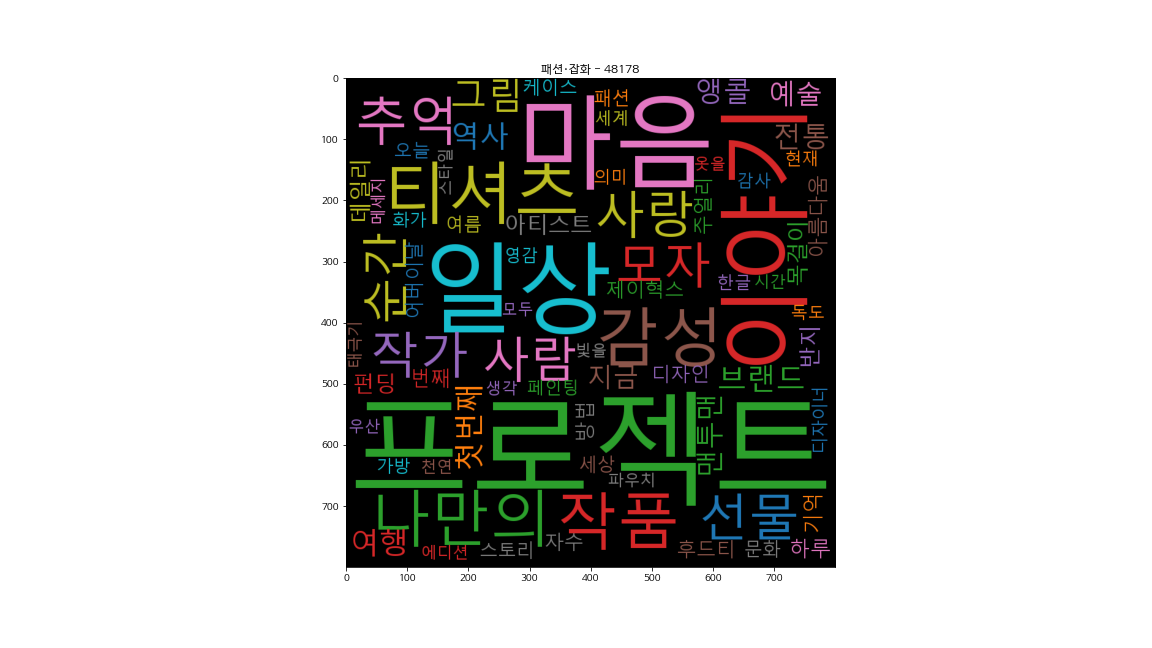 패션·잡화 - 48178
0
100
200
300
400
500
600
700
0
100
200
300
400
500
600
700
케이스
그림
패션
앵콜
예술
추억
마음
세계
역사
전통
이야기
오늘
현재
옷을
스타일
데일리
메세지
티셔츠
의미
감사
사랑
주얼리
아름다움
화가
여름
아티스트
목걸이
순간
어버이날
일상
영감
모자
한글
시간
제이혁스
모두
독도
감성
태극기
작가
사람
빛을
반지
지금
디자인
브랜드
펀딩
번째
생각
페인팅
첫번째
프로젝트
방법
맨투맨
디자이너
우산
가방
천연
세상
파우치
나만의
작품
선물
기억
여행
에디션
스토리
자수
후드티
문화
하루